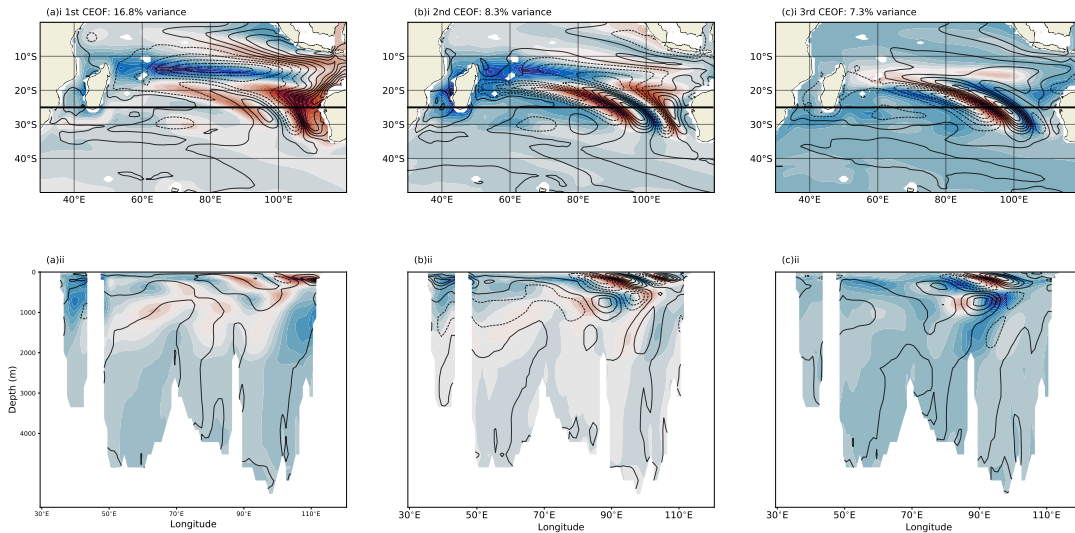 (a)i 1st CEOF: 16.8% variance
(b)i 2nd CEOF: 8.3% variance
(c)i 3rd CEOF: 7.3% variance
10°S
20°S
30°S
40°S
40°E 60°E 80°E 100°E
10°S
20°S
30°S
40°S
40°E 60°E 80°E 100°E
10°S
20°S
30°S
40°S
40°E 60°E 80°E 100°E
(a)ii
(b)ii
(c)ii
0
1000
2000
3000
4000
Depth (m)
30°E 50°E 70°E 90°E 110°E
Longitude
30°E 50°E 70°E 90°E 110°E
Longitude
30°E 50°E 70°E 90°E 110°E
Longitude